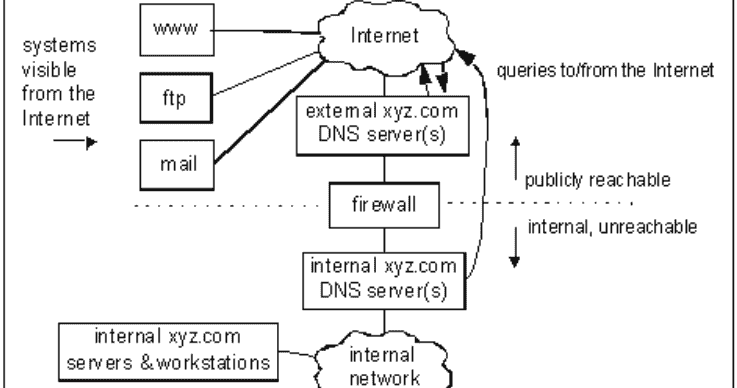 www
Internet
systems
visible
from the
Internet
queries to/from the Internet
ftp
external xyz.com
DNS server(s)
mail
publicly reachable
firewall
internal, unreachable
internal xyz.com
DNS server(s)
internal xyz.com
servers &workstations
internal
network